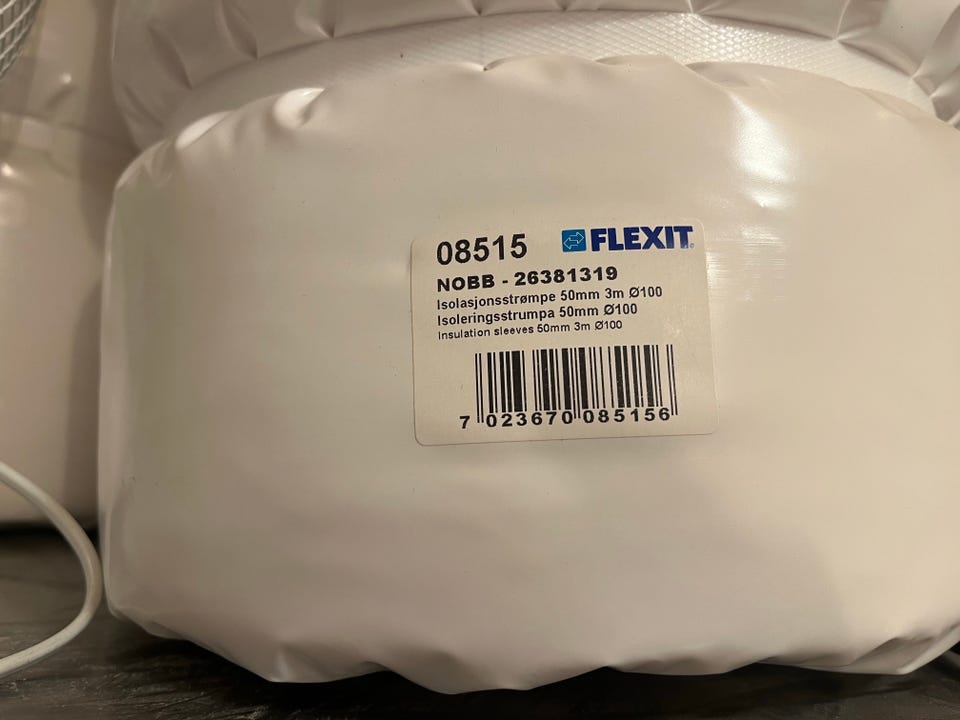 08515 FLEXIT
NOBB - 26381319
Isolasjonsstrømpe 50mm 3m Ø100
Isoleringsstrumpa 50mm Ø100
Insulation sleeves 50mm 3m Ø100
7 023670 085156